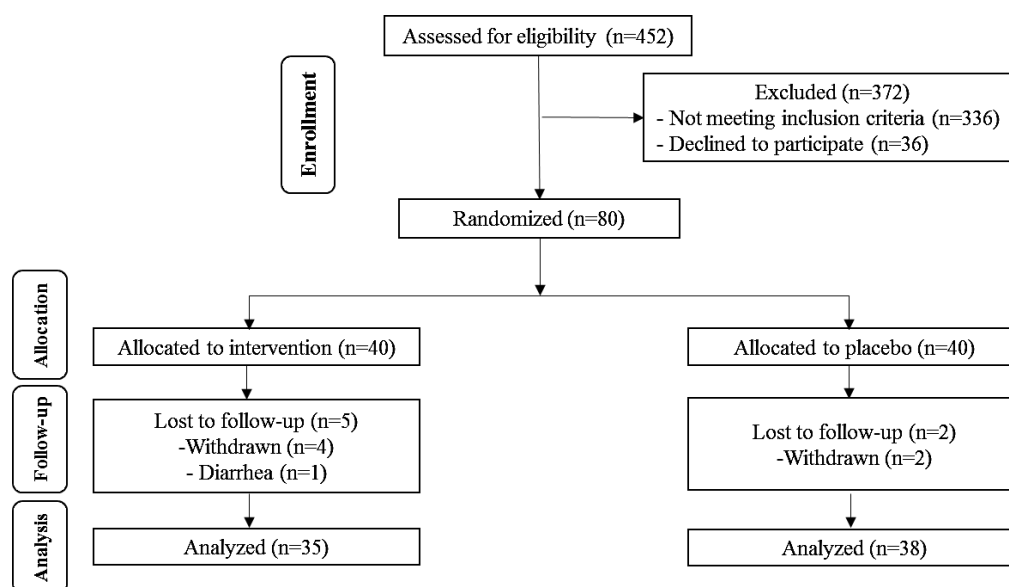 Assessed for eligibility (n=452)
Enrollment
Excluded (n=372)
- Not meeting inclusion criteria (n=336)
- Declined to participate (n=36)
Randomized (n=80)
Allocation
Allocated to intervention (n=40)
Allocated to placebo (n=40)
Follow-up
Lost to follow-up (n=5)
-Withdrawn (n=4)
- Diarrhea (n=1)
Lost to follow-up (n=2)
-Withdrawn (n=2)
Analysis
Analyzed (n=35)
Analyzed (n=38)